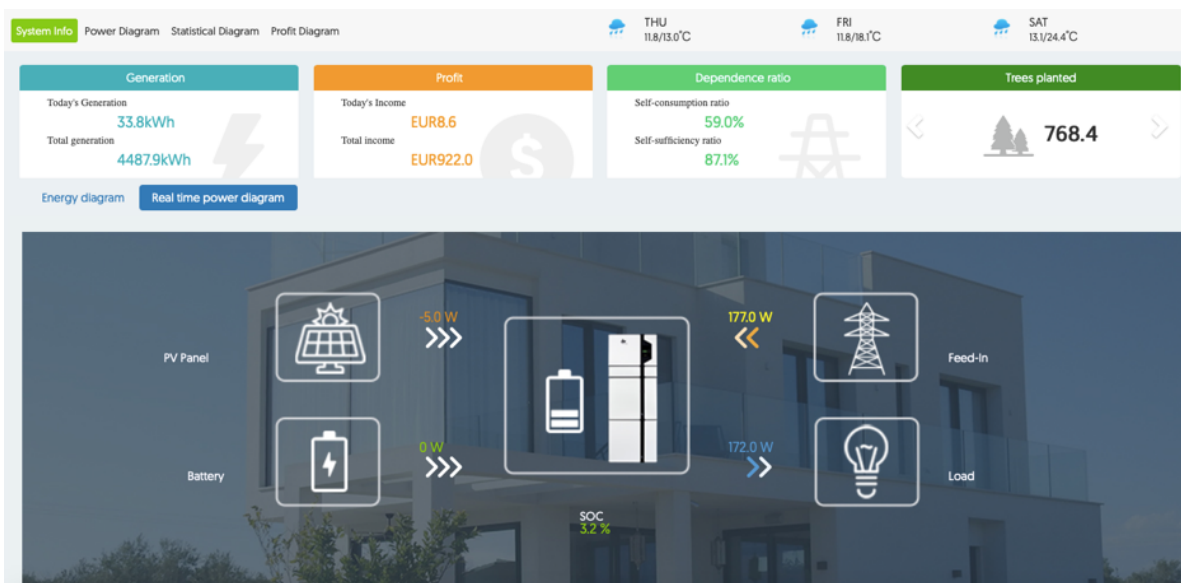 System Info Power Diagram Statistical Diagram Profit Diagram
THU
11.8/13.0°C
FRI
11.8/18.1°C
SAT
13.1/24.4°C
Generation
Today's Generation
33.8kWh
Total generation
4487.9kWh
Profit
Today's Income
EUR8.6
Total income
EUR922.0
Dependence ratio
Self-consumption ratio
59.0%
Self-sufficiency ratio
87.1%
Trees planted
768.4
Energy diagram Real time power diagram
-5.0 W
177.0 W
PV Panel
Feed-In
0 W
172.0 W
Battery
Load
SOC
3.2 %